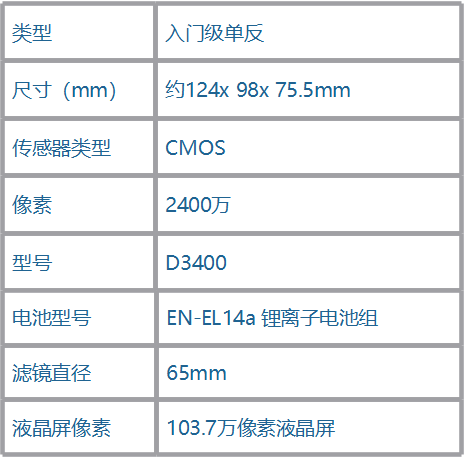 类型 入门级单反
尺寸（mm） 约124x 98x 75.5mm
传感器类型 CMOS
像素 2400万
型号 D3400
电池型号 EN-EL14a 锂离子电池组
滤镜直径 65mm
液晶屏像素 103.7万像素液晶屏